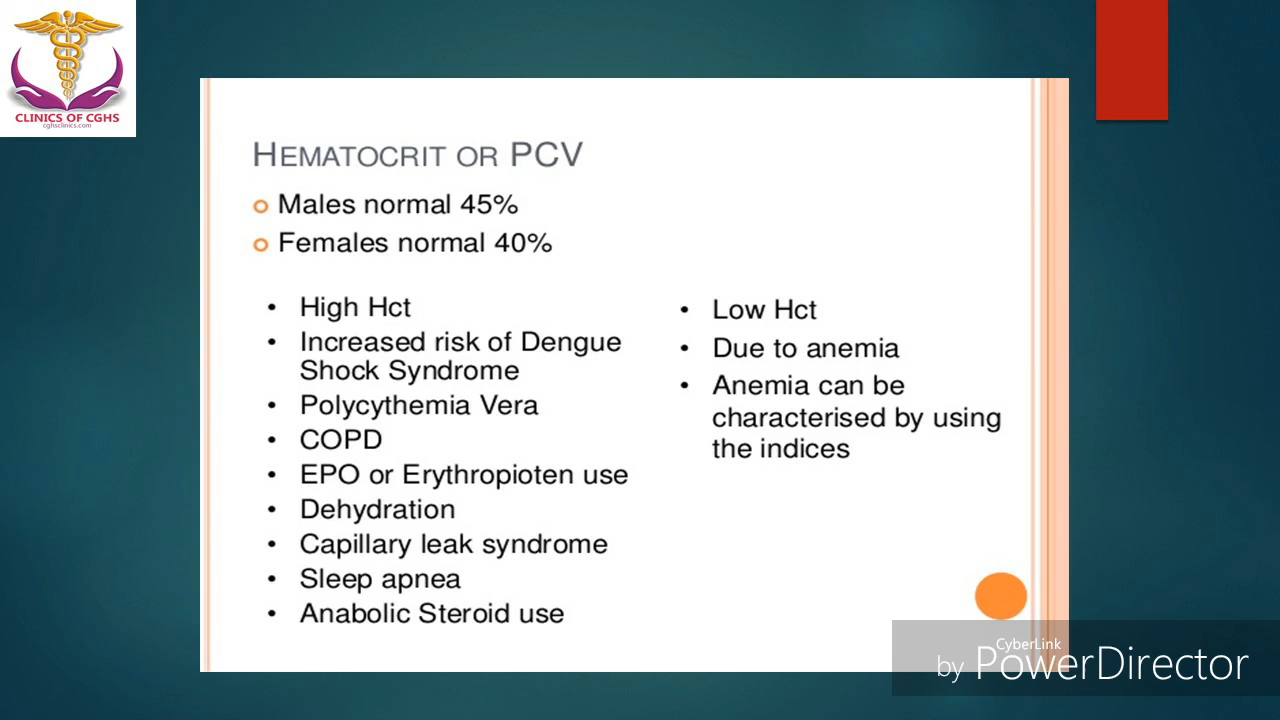 CLINICS OF CGHS
cghsclinics.com
HEMATOCRIT OR PCV
Males normal 45%
Females normal 40%
• High Hct
• Increased risk of Dengue
Shock Syndrome
• Polycythemia Vera
• COPD
• EPO or Erythropioten use
• Dehydration
• Capillary leak syndrome
• Sleep apnea
• Anabolic Steroid use
• Low Hct
• Due to anemia
• Anemia can be
characterised by using
the indices
CyberLink
by PowerDirector